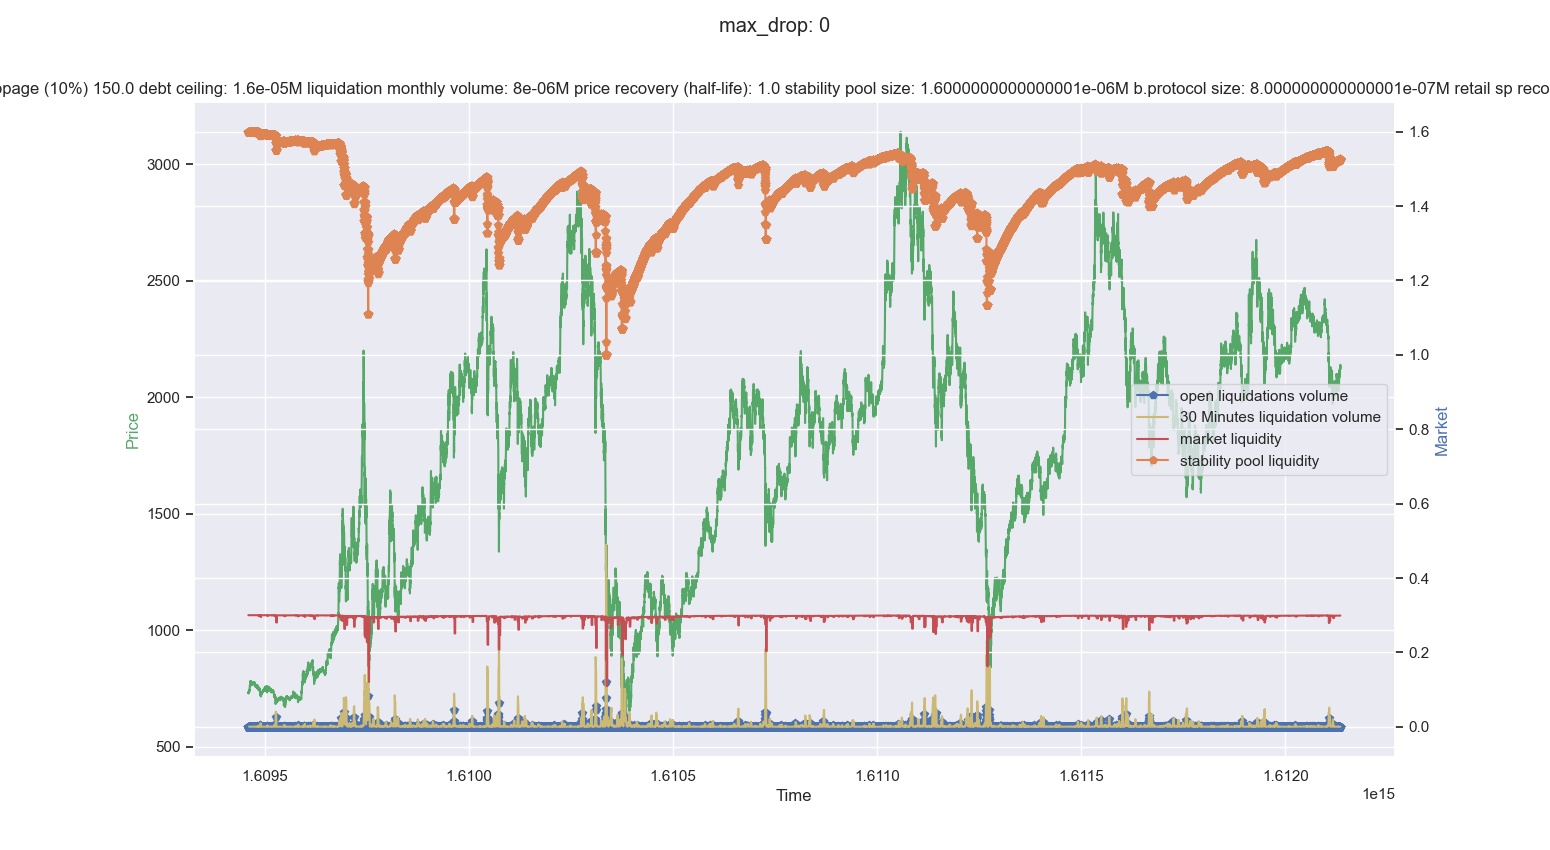 max_drop: 0
page (10%) 150.0 debt ceiling: 1.6e-05M liquidation monthly volume: 8e-06M price recovery (half-life): 1.0 stability pool size: 1.6000000000000001e-06M b.protocol size: 8.000000000000001e-07M retail sp reco
3000
2500
2000
1500
1000
500
Price
1.6
1.4
1.2
1.0
0.8
0.6
0.4
0.2
0.0
Market
open liquidations volume
30 Minutes liquidation volume
market liquidity
stability pool liquidity
1.6095
1.6100
1.6105
1.6110
1.6115
1.6120
Time
1e15